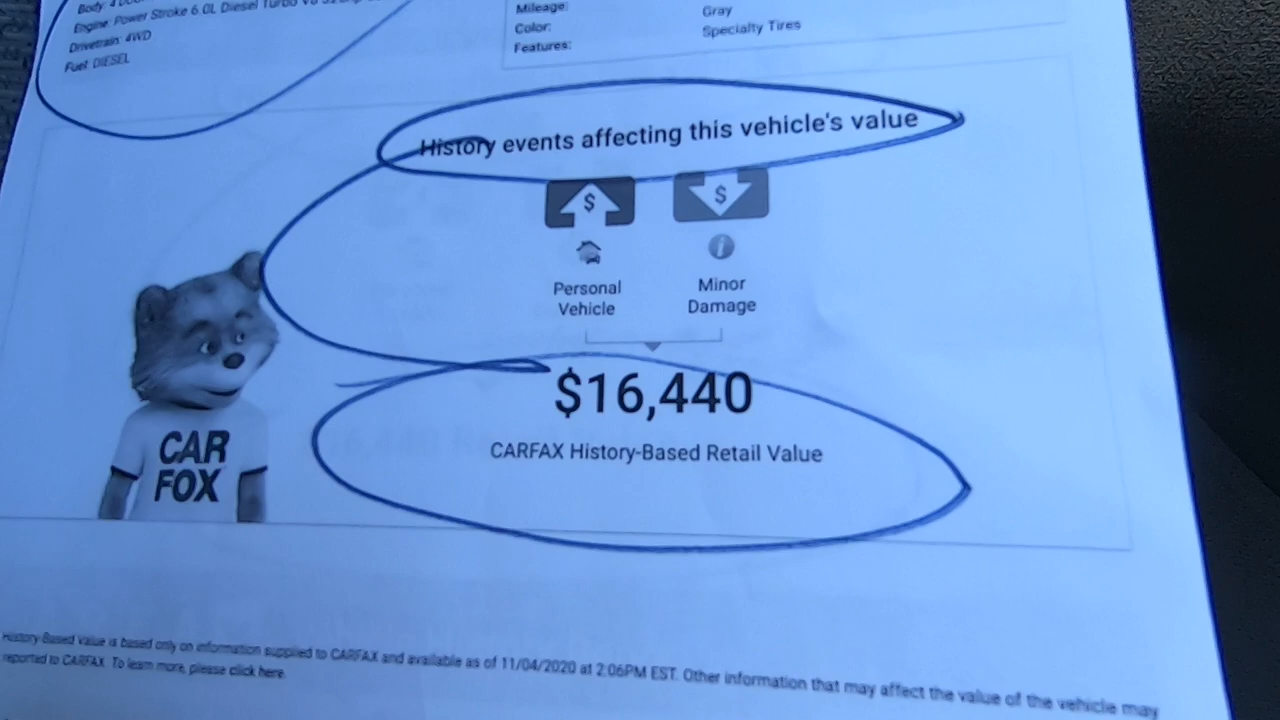 Body: 4
Engine: Power Stroke 6.0L Diesel Turbo V8
Drivetrain: 4WD
Fuel: DIESEL
Mileage:
Color: Gray
Features: Specialty Tires
History events affecting this vehicle's value
$ $
i
Personal Vehicle
Minor Damage
$16,440
CARFAX History-Based Retail Value
CAR
FOX
History-Based Value is based only on information supplied to CARFAX and available as of 11/04/2020 at 2:06PM EST. Other information that may affect the value of the vehicle may
reported to CARFAX. To learn more, please click here.